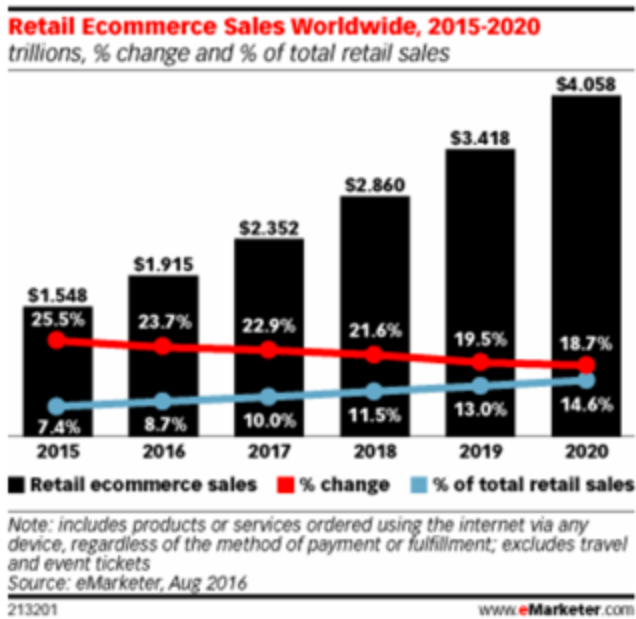 Retail Ecommerce Sales Worldwide, 2015-2020
trillions, % change and % of total retail sales
$4.058
$3.418
$2.860
$2.352
$1.915
$1.548
25.5% 23.7% 22.9% 21.6% 19.5% 18.7%
7.4% 8.7% 10.0% 11.5% 13.0% 14.6%
2015 2016 2017 2018 2019 2020
Retail ecommerce sales % change % of total retail sales
Note: includes products or services ordered using the internet via any
device, regardless of the method of payment or fulfillment; excludes travel
and event tickets
Source: eMarketer, Aug 2016
213201 www.eMarketer.com